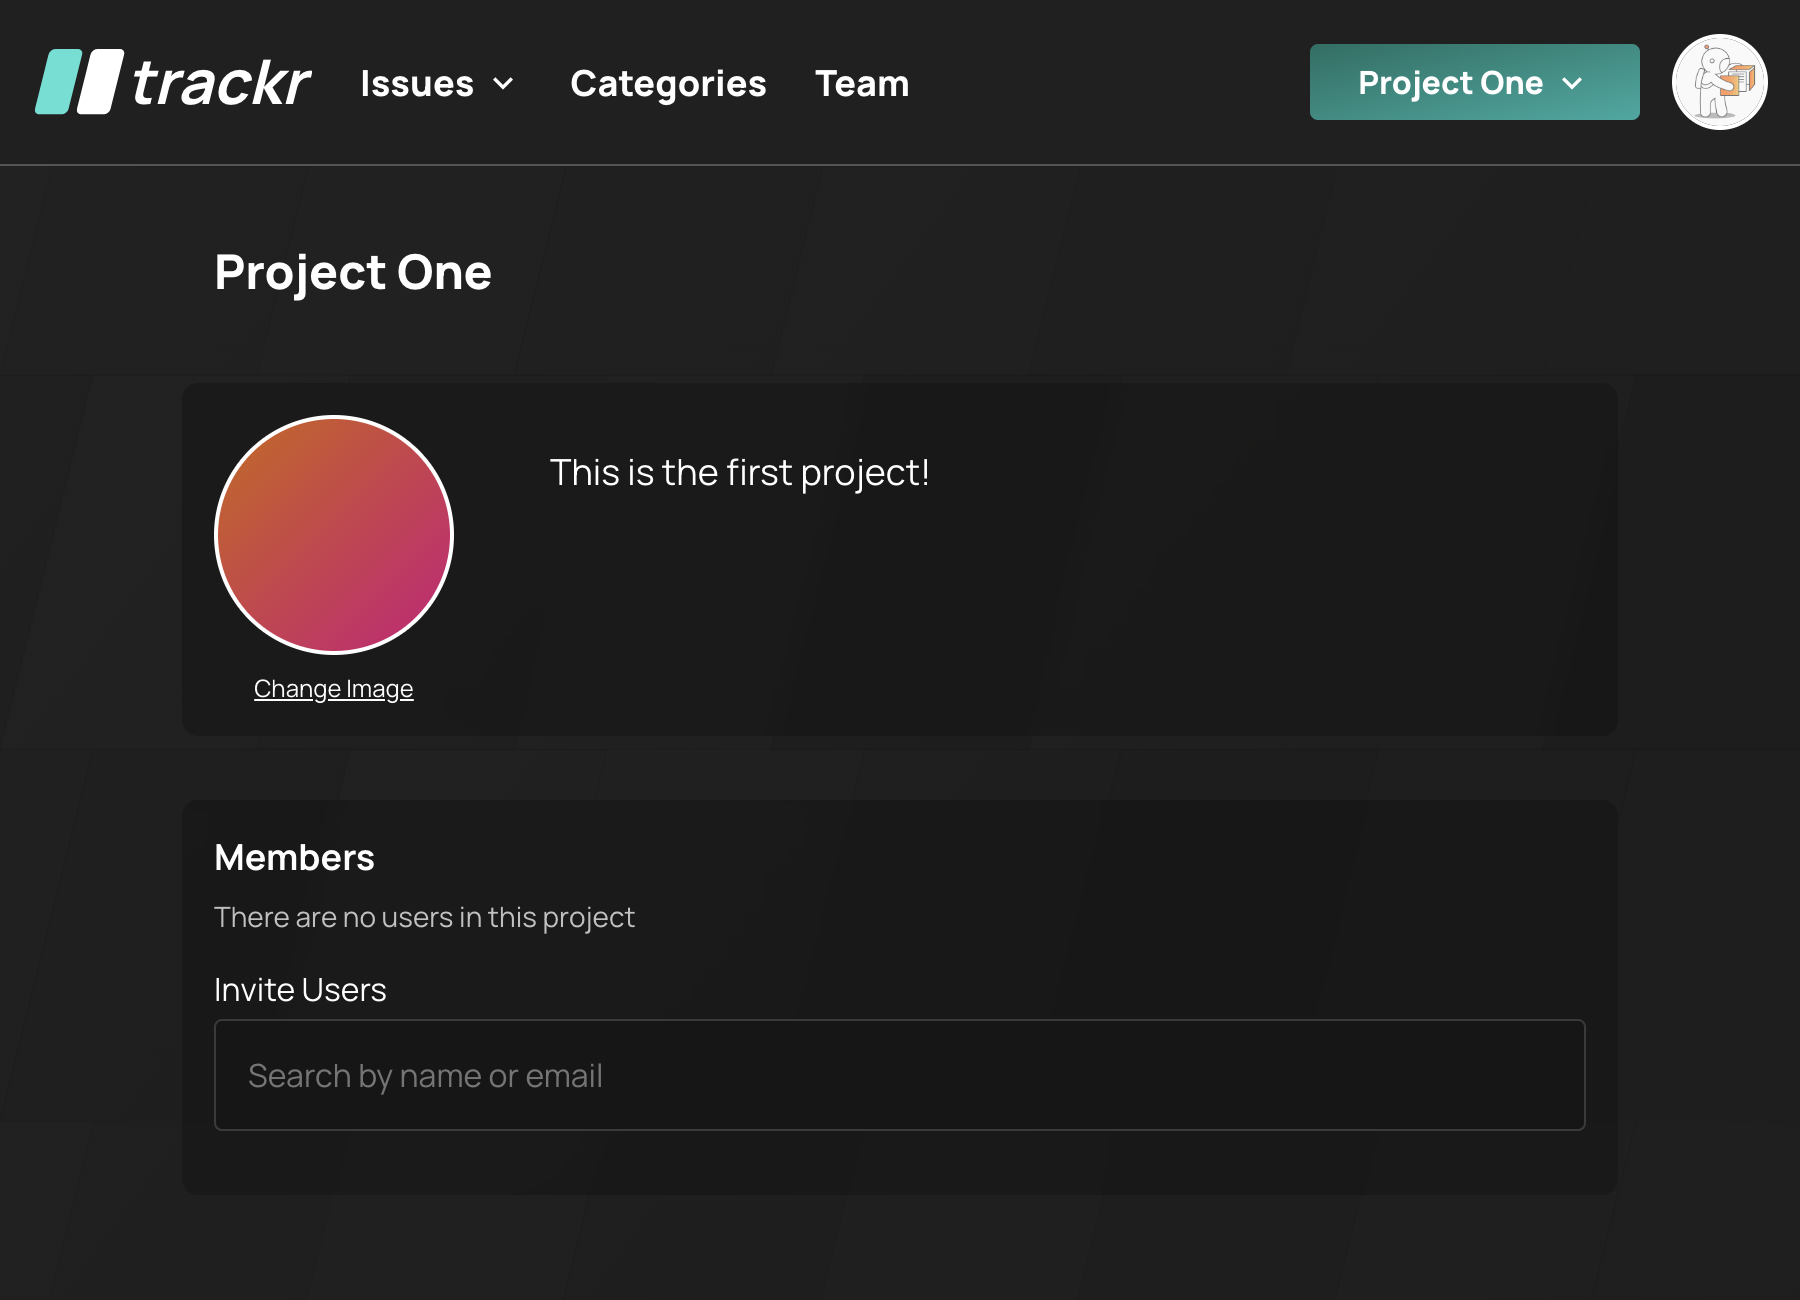 trackr Issues Categories Team Project One
Project One
This is the first project!
Change Image
Members
There are no users in this project
Invite Users
Search by name or email